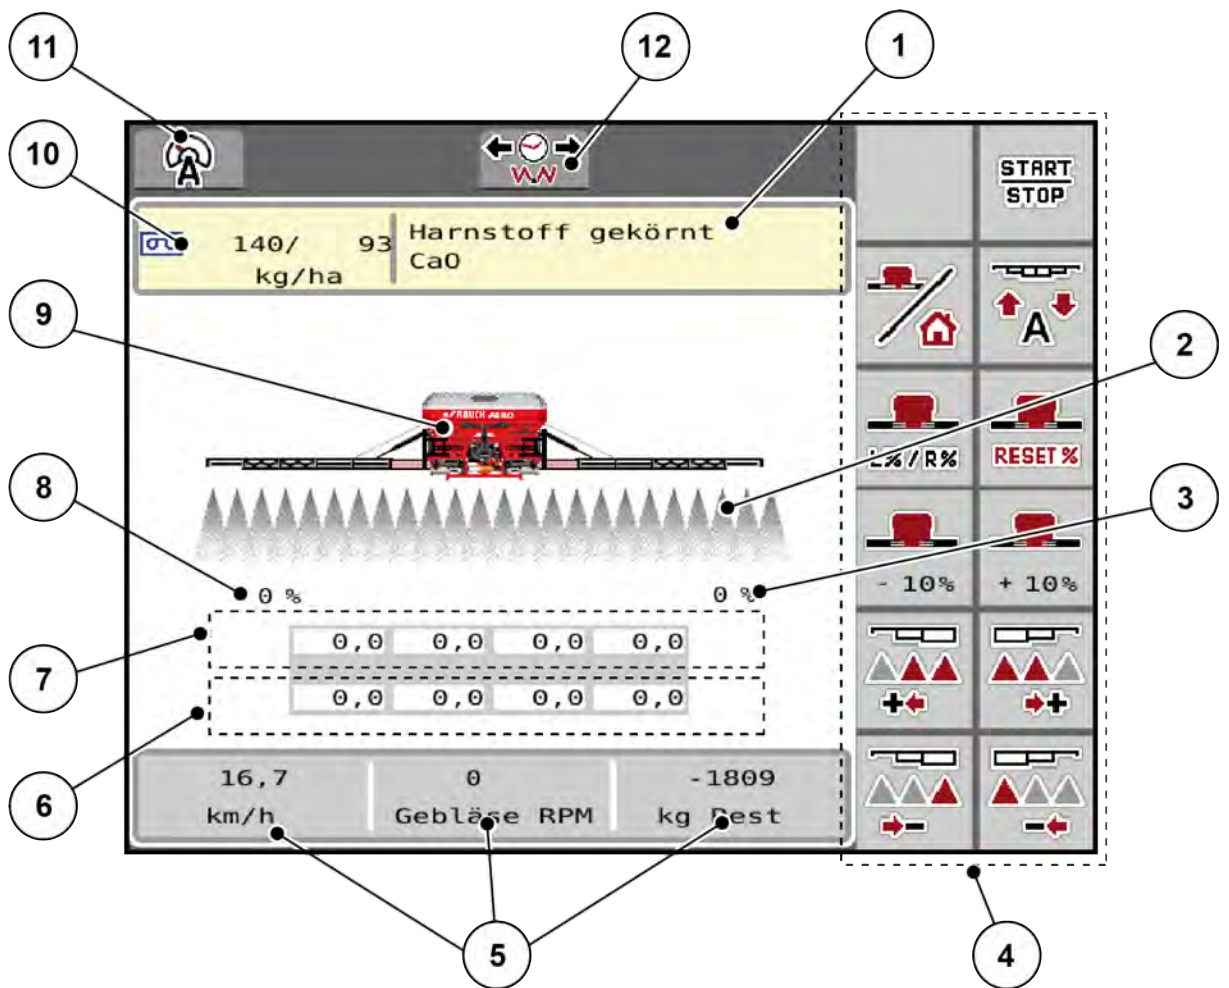 11
12
1
10
A
START
STOP
140/ 93
kg/ha
Harnstoff gekörnt
CaO
9
A
2
RAUCH AERO
L% / R%
RESET %
8
3
0 %
0 %
- 10%
+ 10%
7
0,0 0,0 0,0 0,0
0,0 0,0 0,0 0,0
6
16,7
km/h
0
Gebläse RPM
-1809
kg Rest
5
4